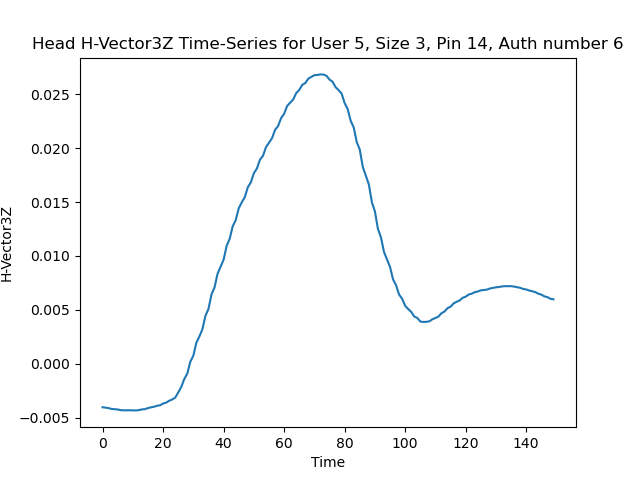 Head H-Vector3Z Time-Series for User 5, Size 3, Pin 14, Auth number 6
H-Vector3Z
0.025
0.020
0.015
0.010
0.005
0.000
−0.005
0 20 40 60 80 100 120 140
Time